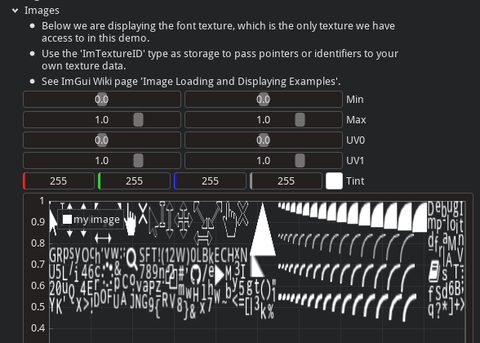 Images
Below we are displaying the font texture, which is the only texture we have
access to in this demo.
Use the 'ImTextureID' type as storage to pass pointers or identifiers to your
own texture data.
See ImGui Wiki page 'Image Loading and Displaying Examples'.
0.0 0.0 Min
1.0 1.0 Max
0.0 0.0 UV0
1.0 1.0 UV1
255 255 255 255 Tint
1
0.9
my image
0.8
0.7
0.6
0.5
0.4